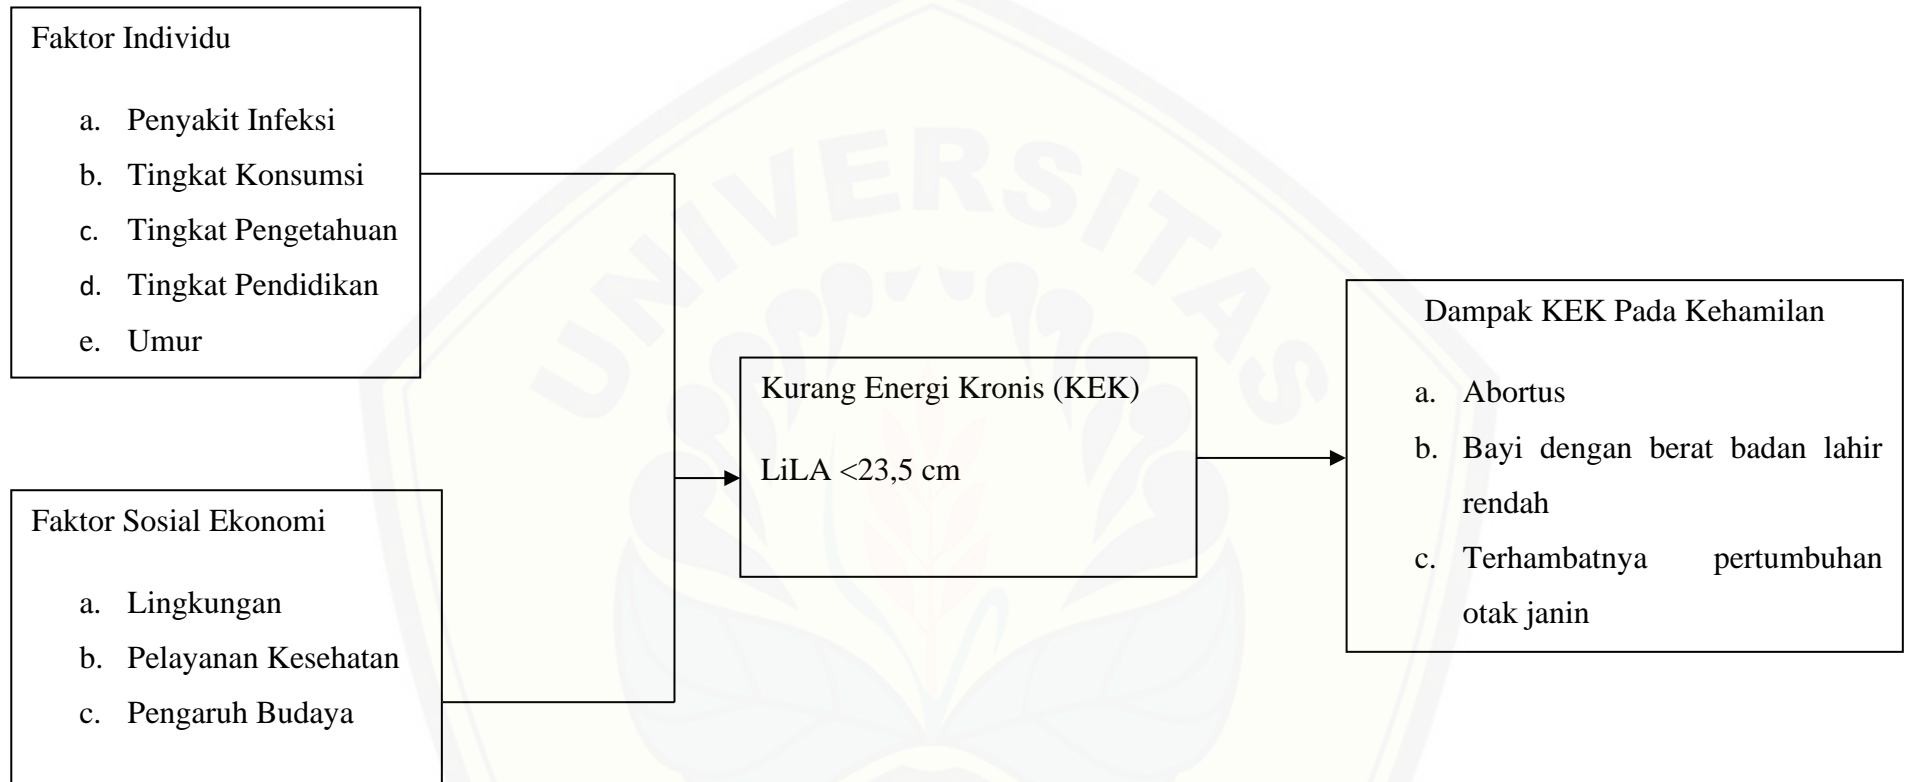 Faktor Individu
a. Penyakit Infeksi
b. Tingkat Konsumsi
c. Tingkat Pengetahuan
d. Tingkat Pendidikan
e. Umur
Faktor Sosial Ekonomi
a. Lingkungan
b. Pelayanan Kesehatan
c. Pengaruh Budaya
Kurang Energi Kronis (KEK)
LiLA <23,5 cm
Dampak KEK Pada Kehamilan
a. Abortus
b. Bayi dengan berat badan lahir
rendah
c. Terhambatnya pertumbuhan
otak janin
UNIVERSITAS